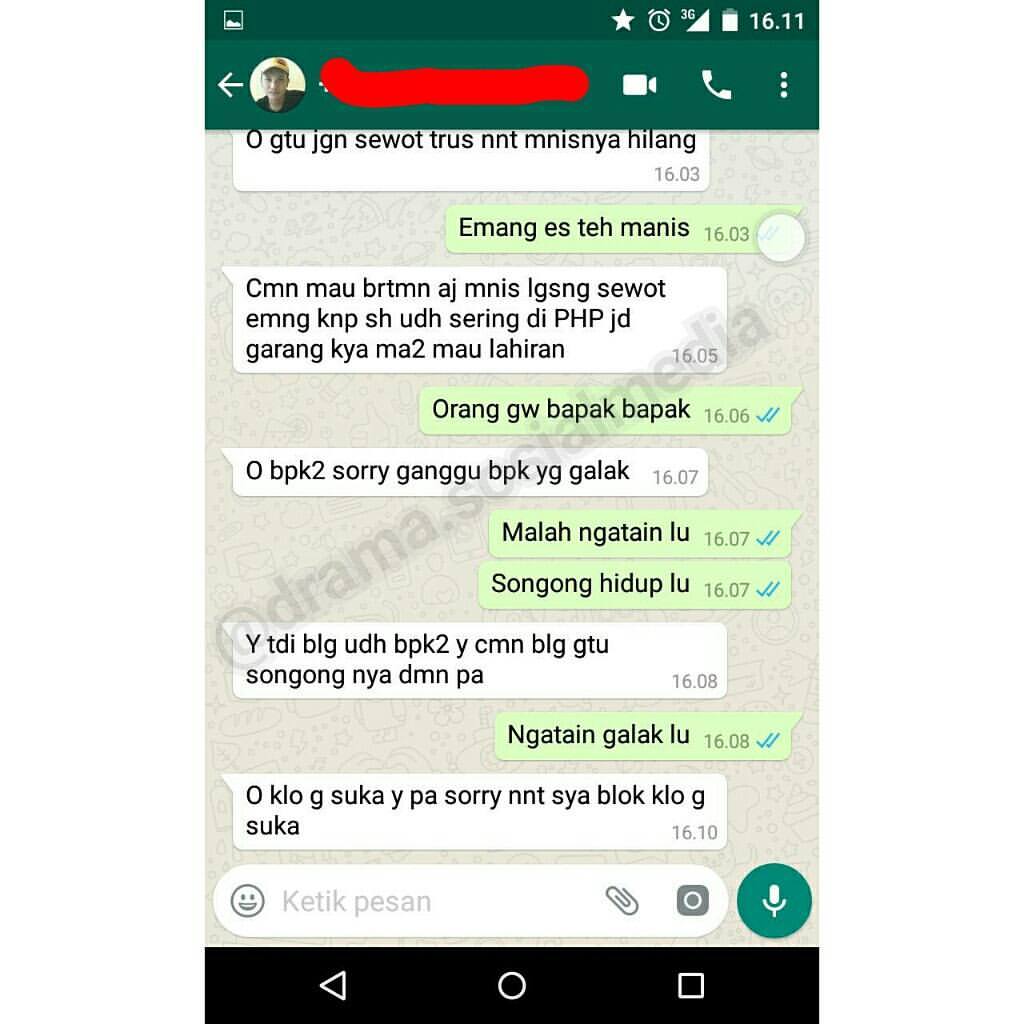 3G 16.11
O gtu jgn sewot trus nnt mnisnya hilang
16.03
Emang es teh manis 16.03
Cmn mau brtmn aj mnis lgsng sewot
emng knp sh udh sering di PHP jd
garang kya ma2 mau lahiran 16.05
Orang gw bapak bapak 16.06
O bpk2 sorry ganggu bpk yg galak 16.07
Malah ngatain lu 16.07
Songong hidup lu 16.07
Y tdi blg udh bpk2 y cmn blg gtu
songong nya dmn pa 16.08
Ngatain galak lu 16.08
O klo g suka y pa sorry nnt sya blok klo g
suka 16.10
Ketik pesan
@drama.sosialmedia